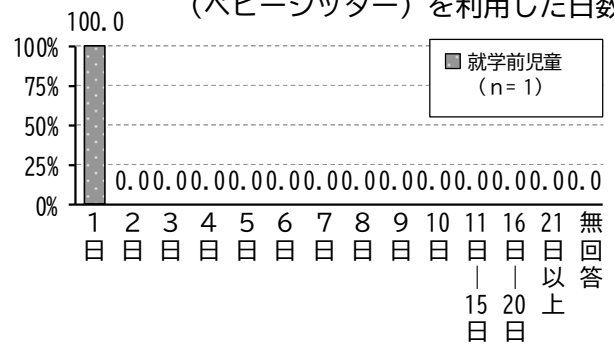 （ベビーシッター）を利用した日数
100.0
100%
75%
50%
25%
0%
就学前児童
（n=1）
0.0 0.0 0.0 0.0 0.0 0.0 0.0 0.0 0.0 0.0 0.0 0.0 0.0
1日
2日
3日
4日
5日
6日
7日
8日
9日
10日
11日｜15日
16日｜20日
21日以上
無回答